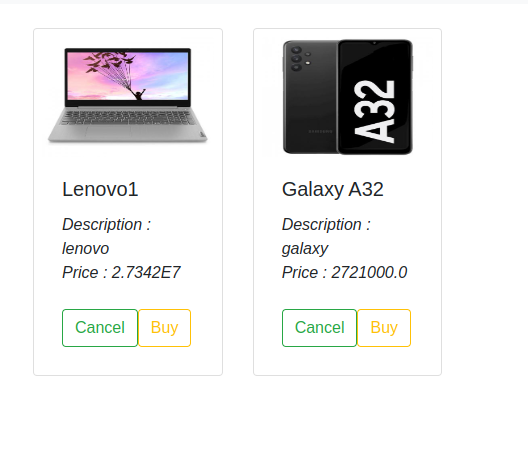 Lenovo1
Description :
lenovo
Price : 2.7342E7
Cancel Buy
A32
Galaxy A32
Description :
galaxy
Price : 2721000.0
Cancel Buy